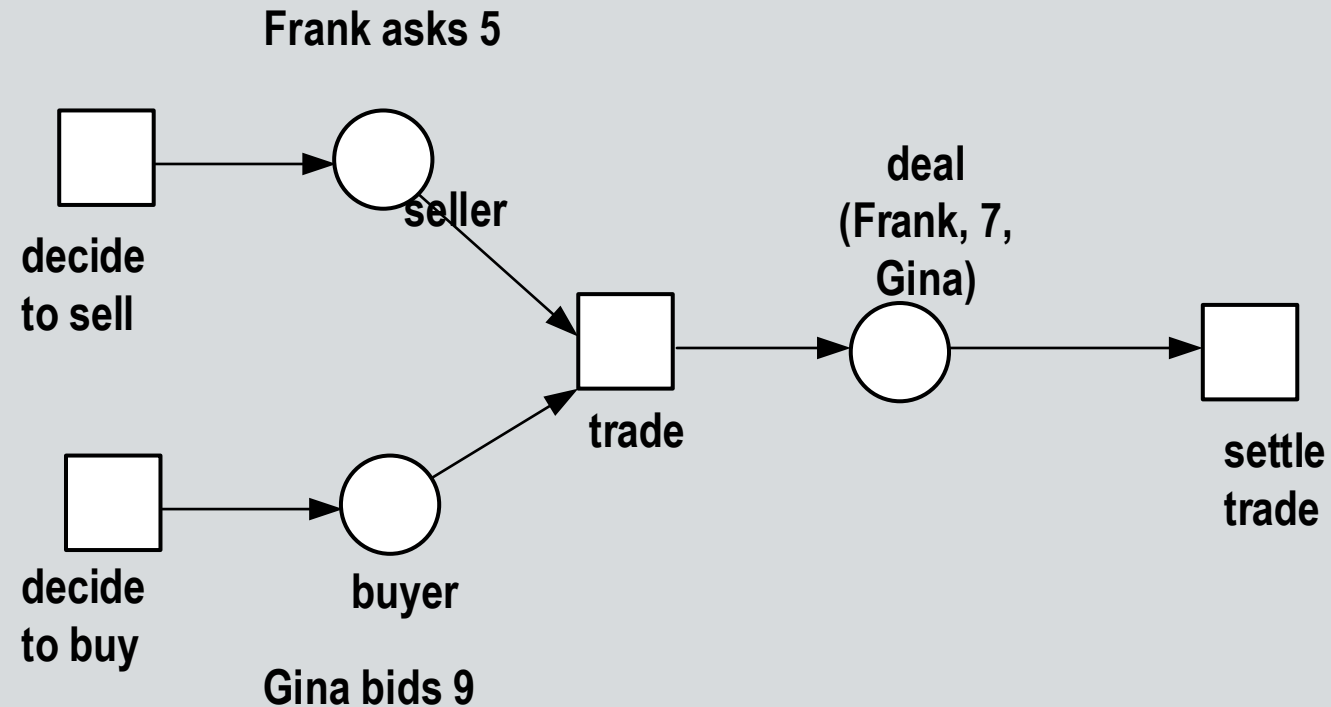 Frank asks 5
seller
decide
to sell
deal
(Frank, 7,
Gina)
trade
settle
trade
decide
to buy
buyer
Gina bids 9